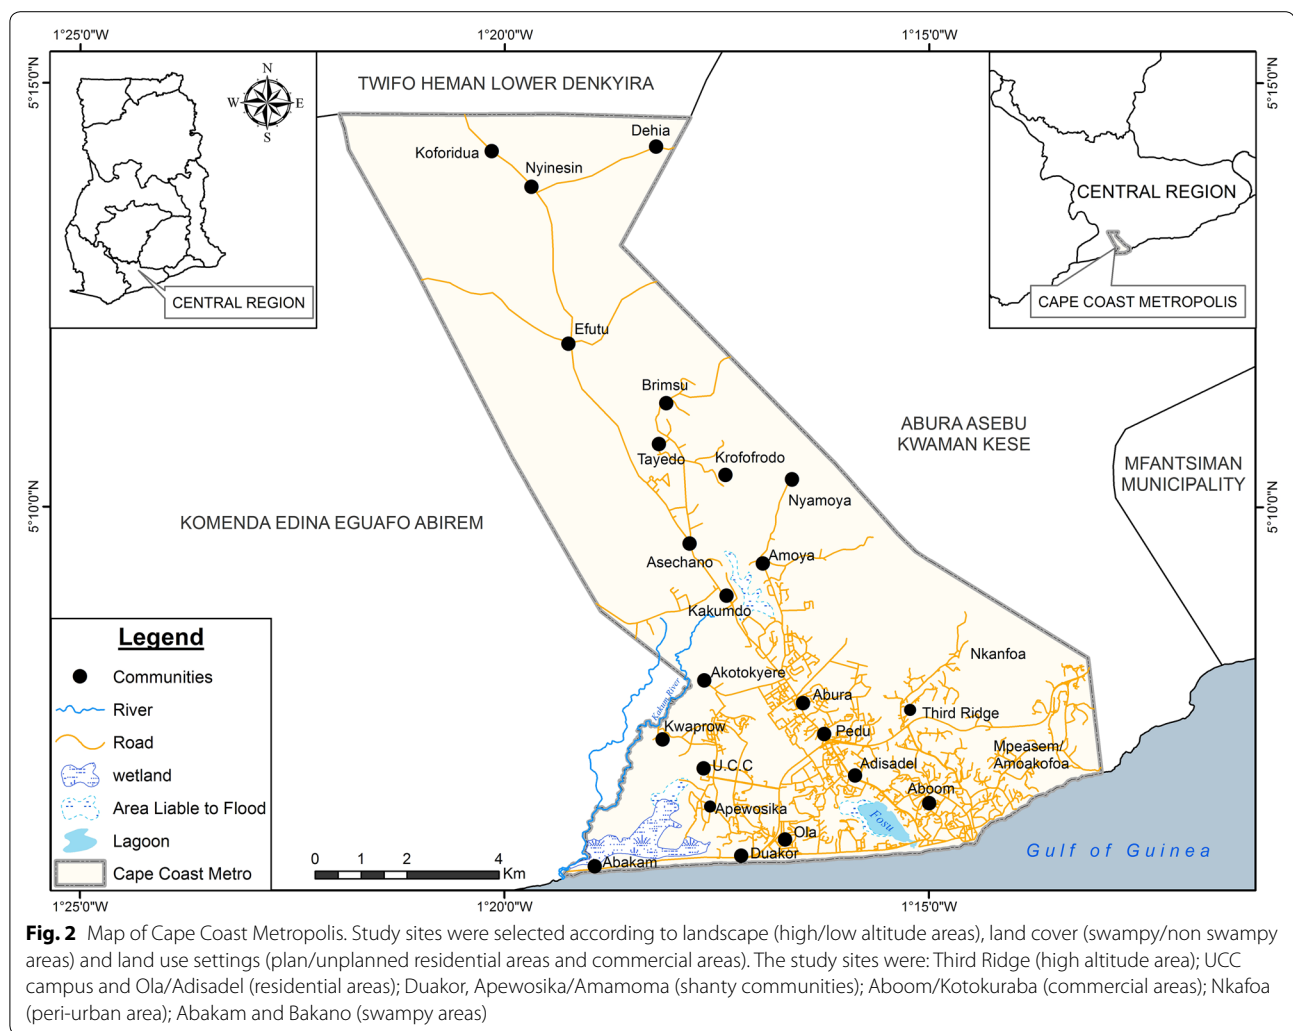 1°25'0"W
1°20'0"W
1°15'0"W
5°15'0"N
5°15'0"N
TWIFO HEMAN LOWER DENKYIRA
N
W
E
S
CENTRAL REGION
CENTRAL REGION
CAPE COAST METROPOLIS
Dehia
Koforidua
Nyinesin
Efutu
Brimsu
ABURA ASEBU
KWAMAN KESE
Tayedo
Krofofrodo
MFANTSIMAN
MUNICIPALITY
Nyamoya
5°10'0"N
5°10'0"N
KOMENDA EDINA EGUAFO ABIREM
Asechano
Amoya
Kakumdo
Nkanfoa
Akotokyere
Kakum River
Abura
Third Ridge
Kwaprow
Pedu
Mpeasem/
Amoakofoa
U.C.C
Adisadel
Aboom
Apewosika
Fosu
Ola
Duakor
Abakam
Gulf of Guinea
Legend
Communities
River
Road
wetland
Area Liable to Flood
Lagoon
Cape Coast Metro
0 1 2 4
Km
1°25'0"W
1°20'0"W
1°15'0"W
Fig. 2 Map of Cape Coast Metropolis. Study sites were selected according to landscape (high/low altitude areas), land cover (swampy/non swampy
areas) and land use settings (plan/unplanned residential areas and commercial areas). The study sites were: Third Ridge (high altitude area); UCC
campus and Ola/Adisadel (residential areas); Duakor, Apewosika/Amamoma (shanty communities); Aboom/Kotokuraba (commercial areas); Nkafoa
(peri-urban area); Abakam and Bakano (swampy areas)